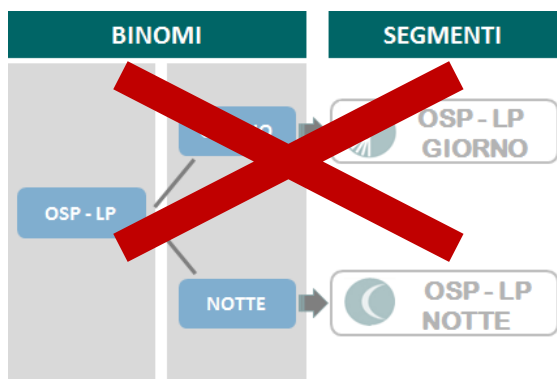 BINOMI
SEGMENTI
OSP - LP
GIORNO
OSP - LP
NOTTE
OSP - LP
NOTTE